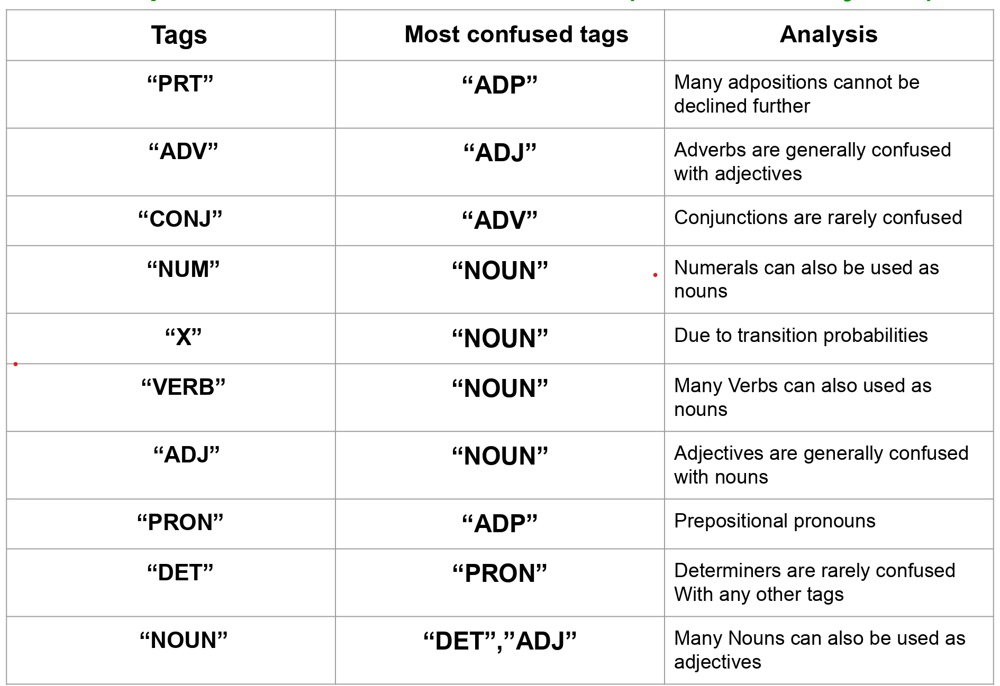 Tags Most confused tags Analysis
“PRT” “ADP” Many adpositions cannot be
declined further
“ADV” “ADJ” Adverbs are generally confused
with adjectives
“CONJ” “ADV” Conjunctions are rarely confused
“NUM” “NOUN” Numerals can also be used as
nouns
“X” “NOUN” Due to transition probabilities
“VERB” “NOUN” Many Verbs can also used as
nouns
“ADJ” “NOUN” Adjectives are generally confused
with nouns
“PRON” “ADP” Prepositional pronouns
“DET” “PRON” Determiners are rarely confused
With any other tags
“NOUN” “DET”,”ADJ” Many Nouns can also be used as
adjectives